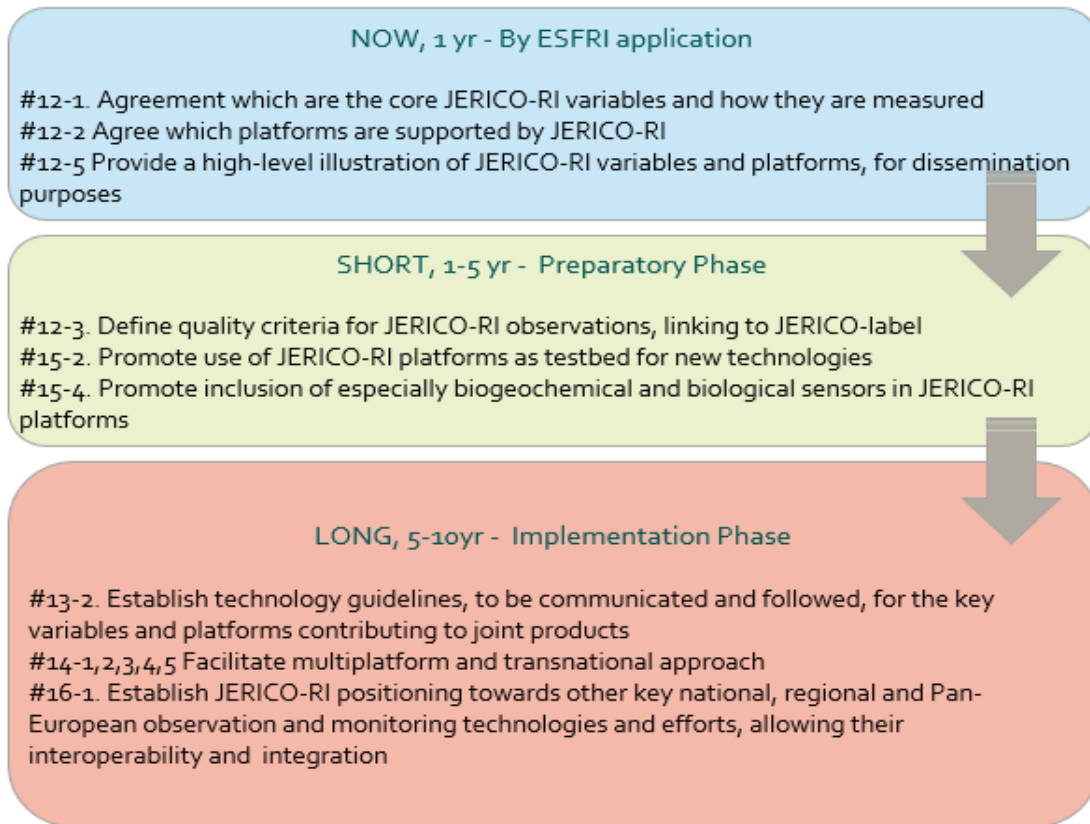 NOW, 1 yr - By ESFRI application
#12-1. Agreement which are the core JERICO-RI variables and how they are measured
#12-2 Agree which platforms are supported by JERICO-RI
#12-5 Provide a high-level illustration of JERICO-RI variables and platforms, for dissemination
purposes
SHORT, 1-5 yr - Preparatory Phase
#12-3. Define quality criteria for JERICO-RI observations, linking to JERICO-label
#15-2. Promote use of JERICO-RI platforms as testbed for new technologies
#15-4. Promote inclusion of especially biogeochemical and biological sensors in JERICO-RI
platforms
LONG, 5-10yr - Implementation Phase
#13-2. Establish technology guidelines, to be communicated and followed, for the key
variables and platforms contributing to joint products
#14-1,2,3,4,5 Facilitate multiplatform and transnational approach
#16-1. Establish JERICO-RI positioning towards other key national, regional and Pan-
European observation and monitoring technologies and efforts, allowing their
interoperability and integration